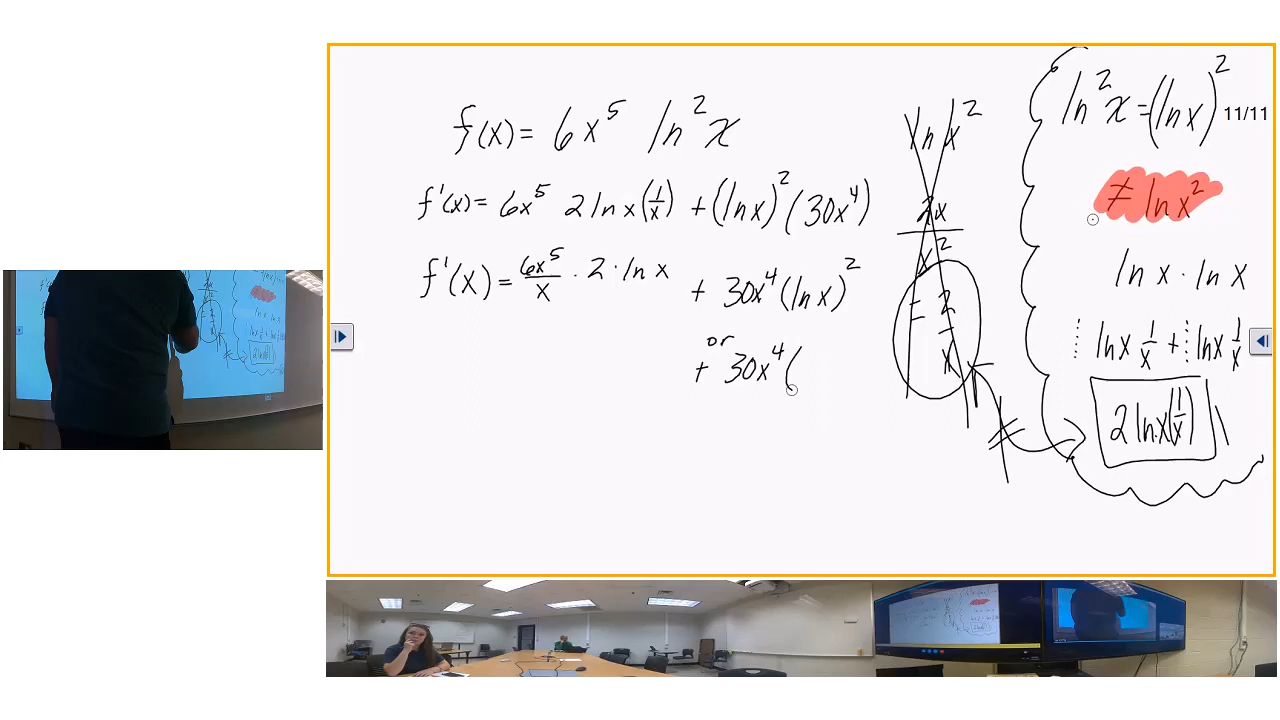 f(x) = 6x⁵ ln²x
f'(x) = 6x⁵ 2 ln x (1/x) + (ln x)² (30x⁴)
f'(x) = 6x⁵/x · 2 · ln x + 30x⁴ (ln x)²
or
+ 30x⁴ (
ln x²
2x
x²
= 2/x
ln²x = (ln x)²
11/11
≠ ln x²
ln x · ln x
ln x 1/x + ln x 1/x
2 ln x (1/x)
≠